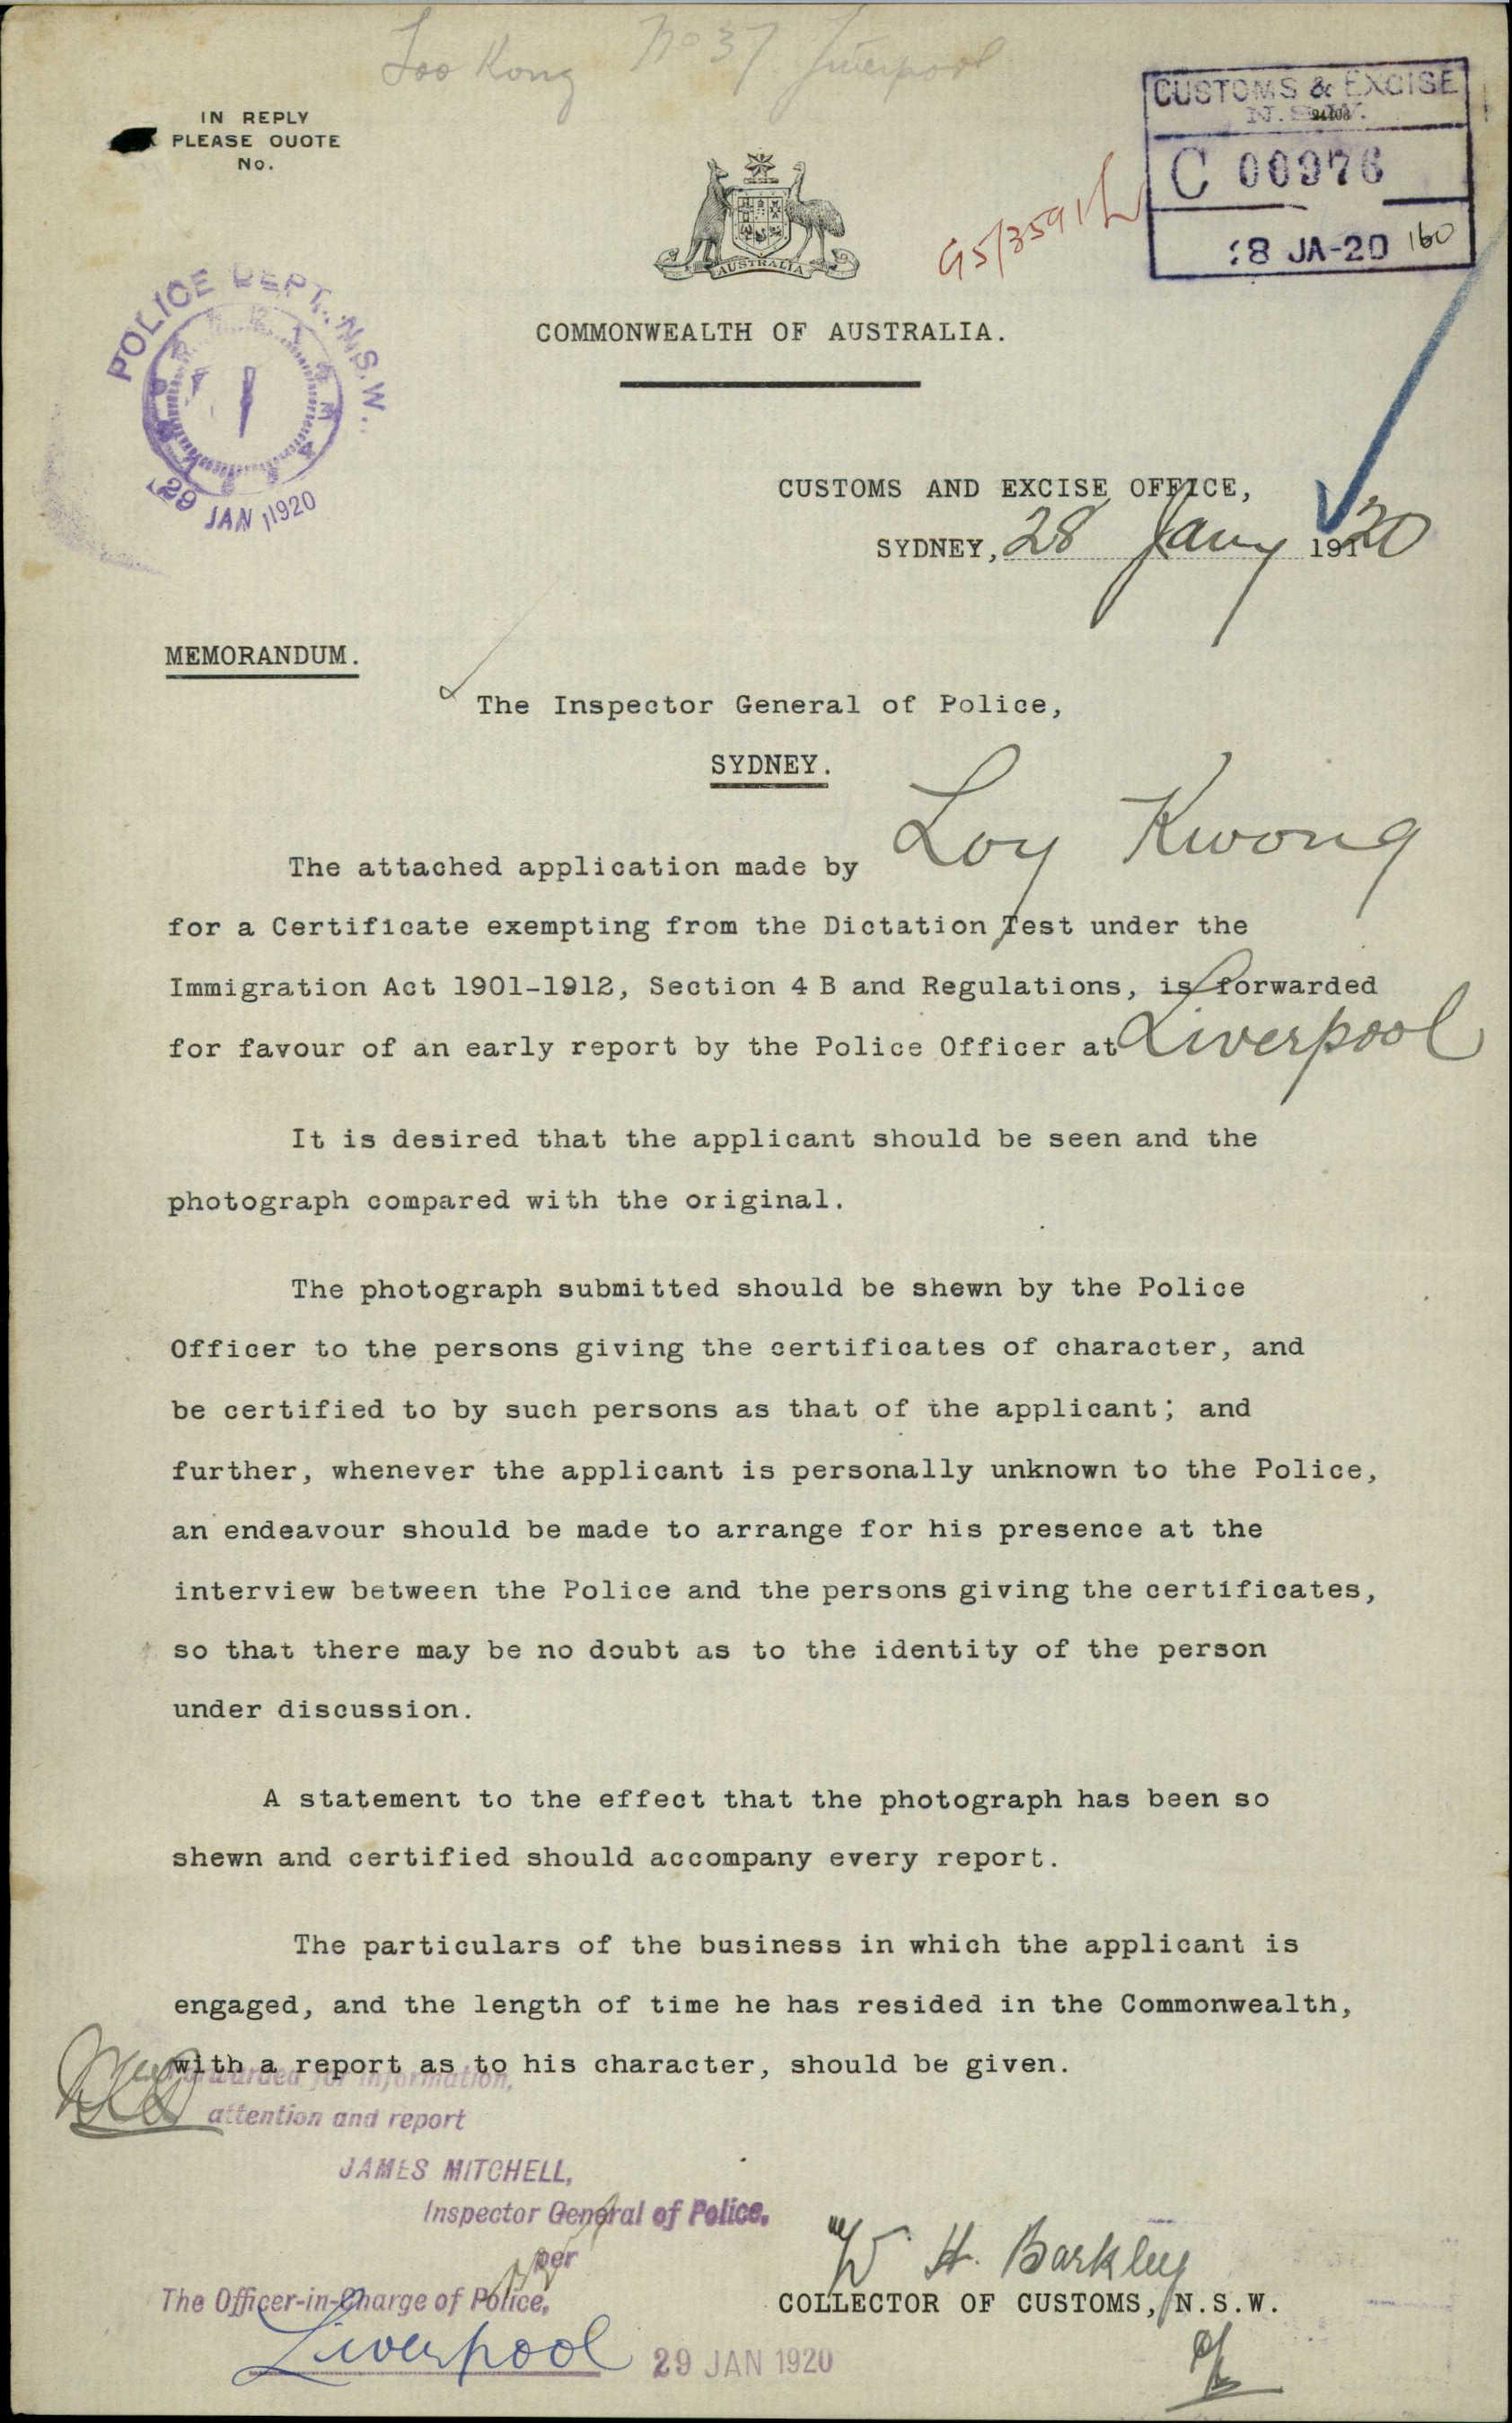 Loo Kong No 37 Liverpool
IN REPLY
PLEASE QUOTE
No.
CUSTOMS & EXCISE
C 00976
28 JA-20 160
G5/3591
AUSTRALIA
POLICE DEPT. N.S.W.
29 JAN 1920
COMMONWEALTH OF AUSTRALIA.
CUSTOMS AND EXCISE OFFICE,
SYDNEY, 28 Jany 1920
MEMORANDUM.
The Inspector General of Police,
SYDNEY.
The attached application made by Loy Kwong
for a Certificate exempting from the Dictation Test under the
Immigration Act 1901-1912, Section 4 B and Regulations, is forwarded
for favour of an early report by the Police Officer at Liverpool
It is desired that the applicant should be seen and the
photograph compared with the original.
The photograph submitted should be shewn by the Police
Officer to the persons giving the certificates of character, and
be certified to by such persons as that of the applicant; and
further, whenever the applicant is personally unknown to the Police,
an endeavour should be made to arrange for his presence at the
interview between the Police and the persons giving the certificates,
so that there may be no doubt as to the identity of the person
under discussion.
A statement to the effect that the photograph has been so
shewn and certified should accompany every report.
The particulars of the business in which the applicant is
engaged, and the length of time he has resided in the Commonwealth,
with a report as to his character, should be given.
Forwarded for information,
attention and report
JAMES MITCHELL,
Inspector General of Police,
per
The Officer-in-Charge of Police,
Liverpool 29 JAN 1920
W H. Barkley
COLLECTOR OF CUSTOMS, N.S.W.